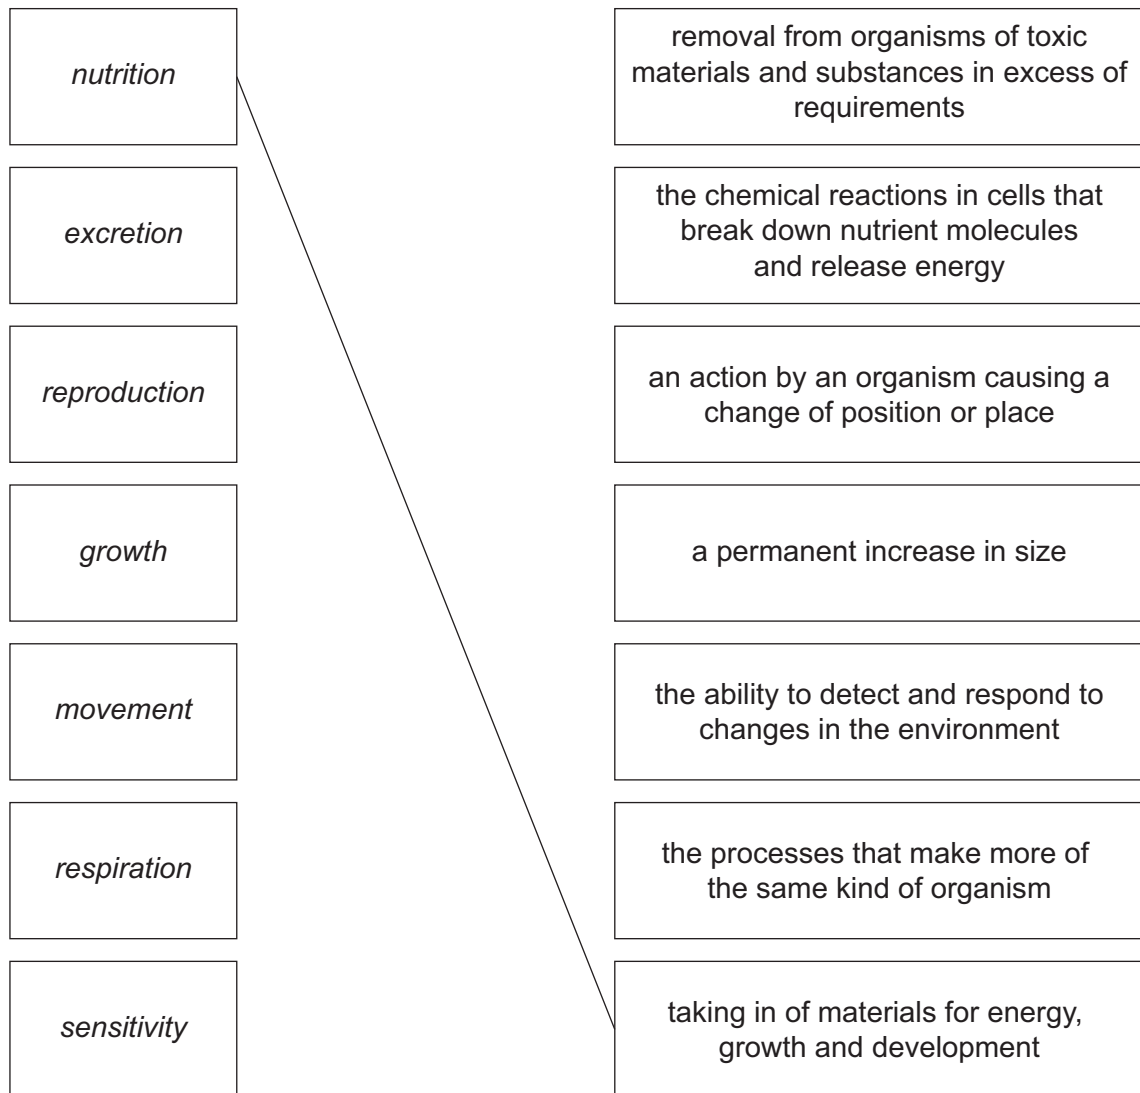 nutrition
removal from organisms of toxic
materials and substances in excess of
requirements
excretion
the chemical reactions in cells that
break down nutrient molecules
and release energy
reproduction
an action by an organism causing a
change of position or place
growth
a permanent increase in size
movement
the ability to detect and respond to
changes in the environment
respiration
the processes that make more of
the same kind of organism
sensitivity
taking in of materials for energy,
growth and development